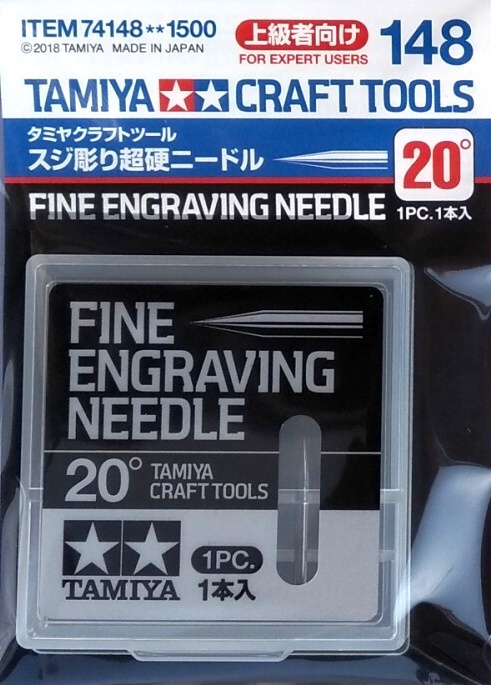 ITEM 74148★★1500
©2018 TAMIYA MADE IN JAPAN
上級者向け
FOR EXPERT USERS
148
TAMIYA CRAFT TOOLS
タミヤクラフトツール
スジ彫り超硬ニードル
20°
FINE ENGRAVING NEEDLE
1PC.1本入
FINE
ENGRAVING
NEEDLE
20° TAMIYA
CRAFT TOOLS
TAMIYA
1PC.
1本入